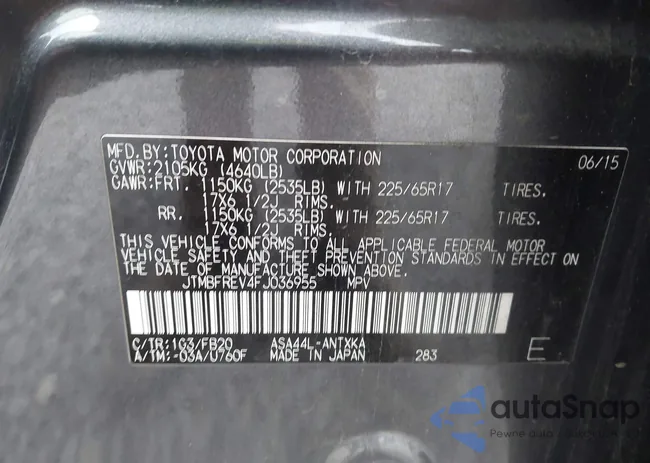 MFD.BY:TOYOTA MOTOR CORPORATION 06/15
GVWR:2105KG (4640LB)
GAWR:FRT. 1150KG (2535LB) WITH 225/65R17 TIRES.
17X6 1/2J RIMS.
RR. 1150KG (2535LB) WITH 225/65R17 TIRES.
17X6 1/2J RIMS.
THIS VEHICLE CONFORMS TO ALL APPLICABLE FEDERAL MOTOR
VEHICLE SAFETY AND THEFT PREVENTION STANDARDS IN EFFECT ON
THE DATE OF MANUFACTURE SHOWN ABOVE.
JTMBFREV4FJ036955 MPV
C/TR:1G3/FB20 ASA44L-ANTXKA
A/TM:-03A/U760F MADE IN JAPAN 283 E
autaSnap
Pewne auto